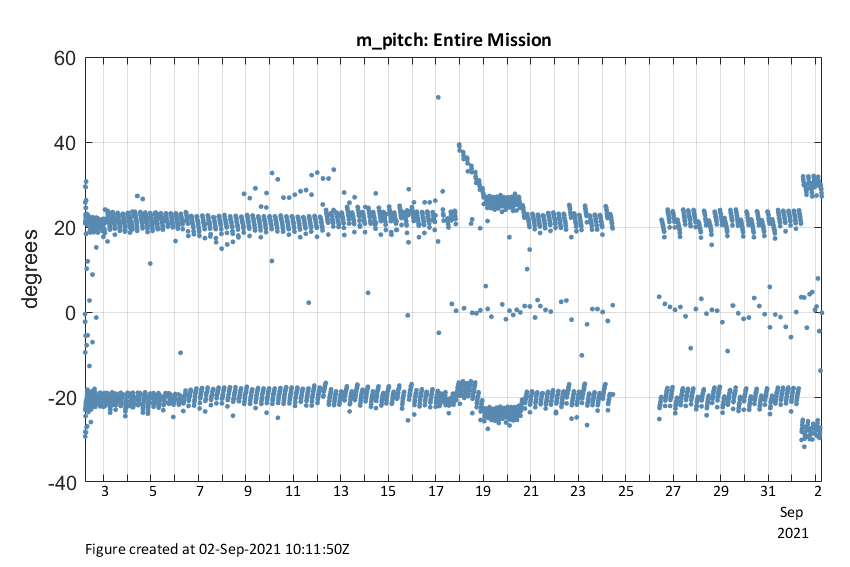 m_pitch: Entire Mission
60
40
20
0
-20
-40
degrees
3 5 7 9 11 13 15 17 19 21 23 25 27 29 31 2
Sep
2021
Figure created at 02-Sep-2021 10:11:50Z